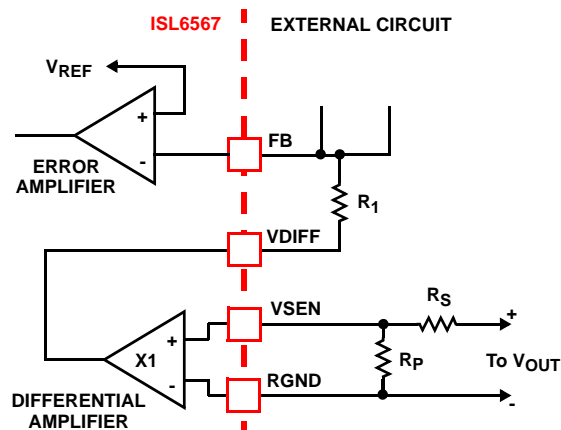 ISL6567 EXTERNAL CIRCUIT
VREF
+
-
FB
ERROR
AMPLIFIER
R1
VDIFF
VSEN
RS
+
+
X1
RP
To VOUT
-
RGND
-
DIFFERENTIAL
AMPLIFIER